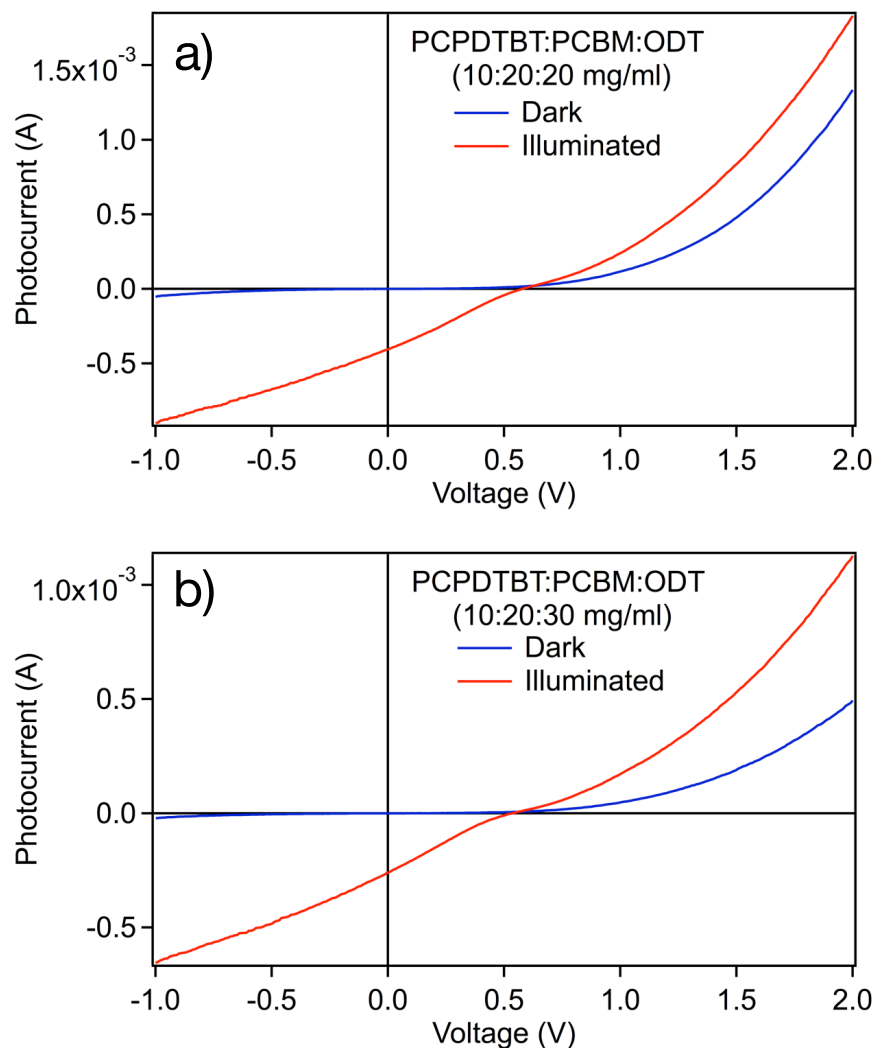 a)
PCPDTBT:PCBM:ODT
(10:20:20 mg/ml)
Dark
Illuminated
Photocurrent (A)
1.5x10⁻³
1.0
0.5
0.0
-0.5
-1.0 -0.5 0.0 0.5 1.0 1.5 2.0
Voltage (V)
b)
PCPDTBT:PCBM:ODT
(10:20:30 mg/ml)
Dark
Illuminated
Photocurrent (A)
1.0x10⁻³
0.5
0.0
-0.5
-1.0 -0.5 0.0 0.5 1.0 1.5 2.0
Voltage (V)